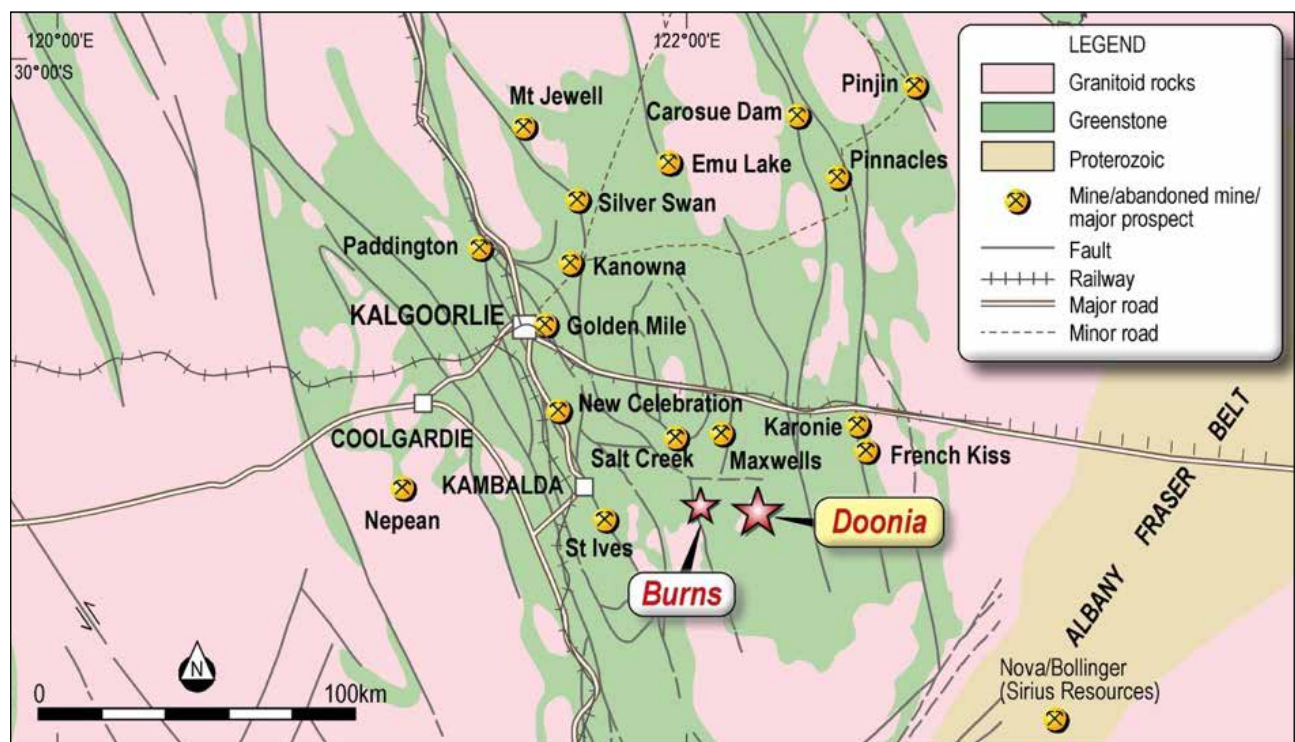 120°00'E
122°00'E
30°00'S
LEGEND
Granitoid rocks
Greenstone
Proterozoic
Mine/abandoned mine/
major prospect
Fault
Railway
Major road
Minor road
Pinjin
Mt Jewell
Carosue Dam
Emu Lake
Pinnacles
Silver Swan
Paddington
Kanowna
KALGOORLIE
Golden Mile
New Celebration
COOLGARDIE
Salt Creek
Maxwells
Karonie
French Kiss
KAMBALDA
Nepean
St Ives
Doonia
Burns
ALBANY FRASER BELT
Nova/Bollinger
(Sirius Resources)
N
0 100km